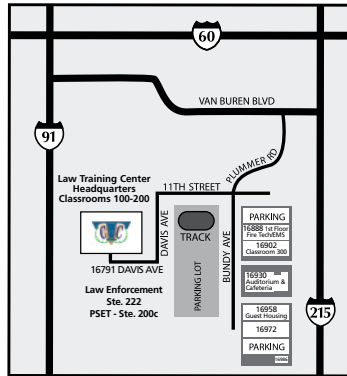 60
VAN BUREN BLVD
91
PLUMMER RD
Law Training Center
Headquarters
Classrooms 100-200
11TH STREET
DAVIS AVE
TRACK
BUNDY AVE
PARKING
16888 1st Floor
Fire Tech/EMS
16902
Classroom 300
16791 DAVIS AVE
PARKING LOT
16930
Auditorium &
Cafeteria
Law Enforcement
Ste. 222
PSET - Ste. 200c
16958
Guest Housing
215
16972
PARKING
16986